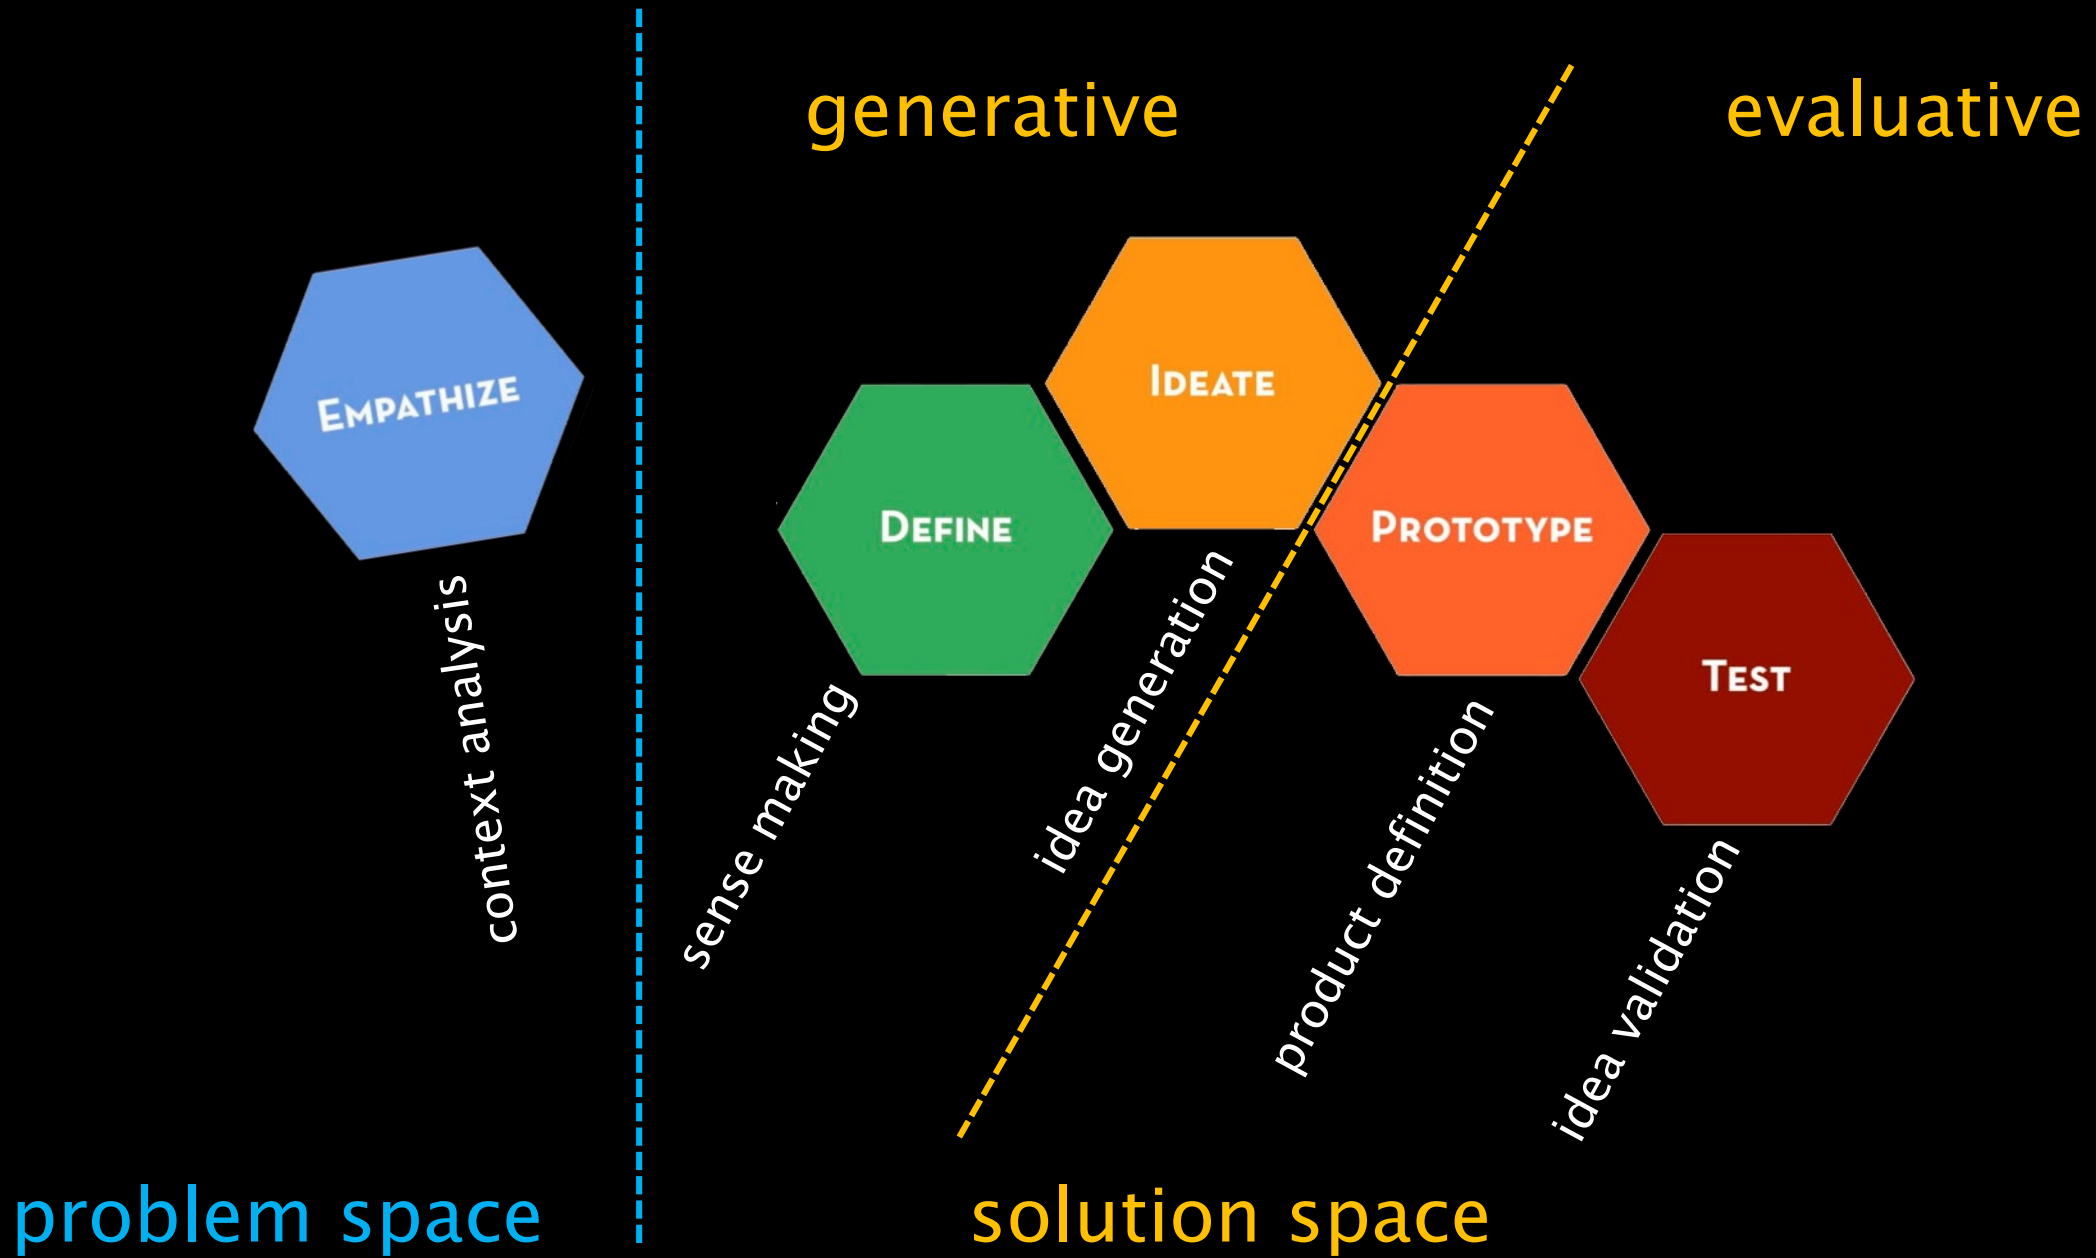 generative
evaluative
EMPATHIZE
DEFINE
IDEATE
PROTOTYPE
TEST
context analysis
sense making
idea generation
product definition
idea validation
problem space
solution space